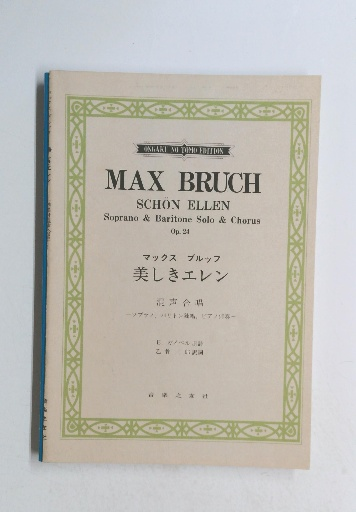 ONGAKU NO TOMO EDITION
MAX BRUCH
SCHÖN ELLEN
Soprano & Baritone Solo & Chorus
Op. 24
マックス ブルッフ
美しきエレン
混声合唱
音楽之友社